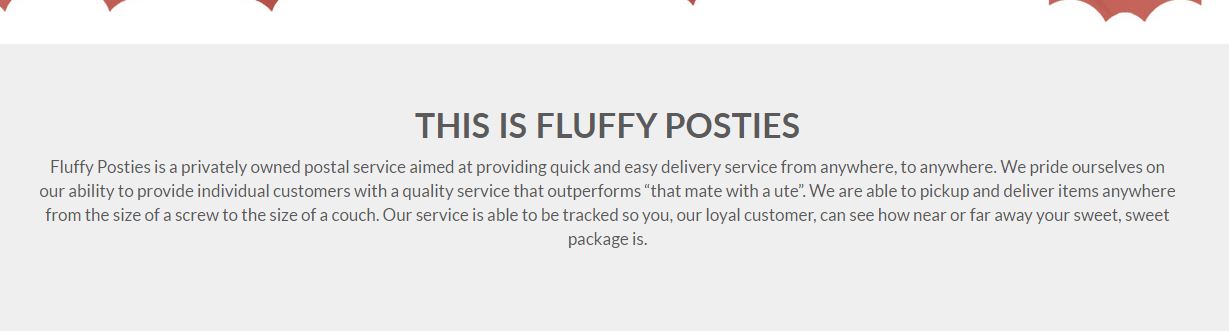 THIS IS FLUFFY POSTIES
Fluffy Posties is a privately owned postal service aimed at providing quick and easy delivery service from anywhere, to anywhere. We pride ourselves on
our ability to provide individual customers with a quality service that outperforms “that mate with a ute”. We are able to pickup and deliver items anywhere
from the size of a screw to the size of a couch. Our service is able to be tracked so you, our loyal customer, can see how near or far away your sweet, sweet
package is.